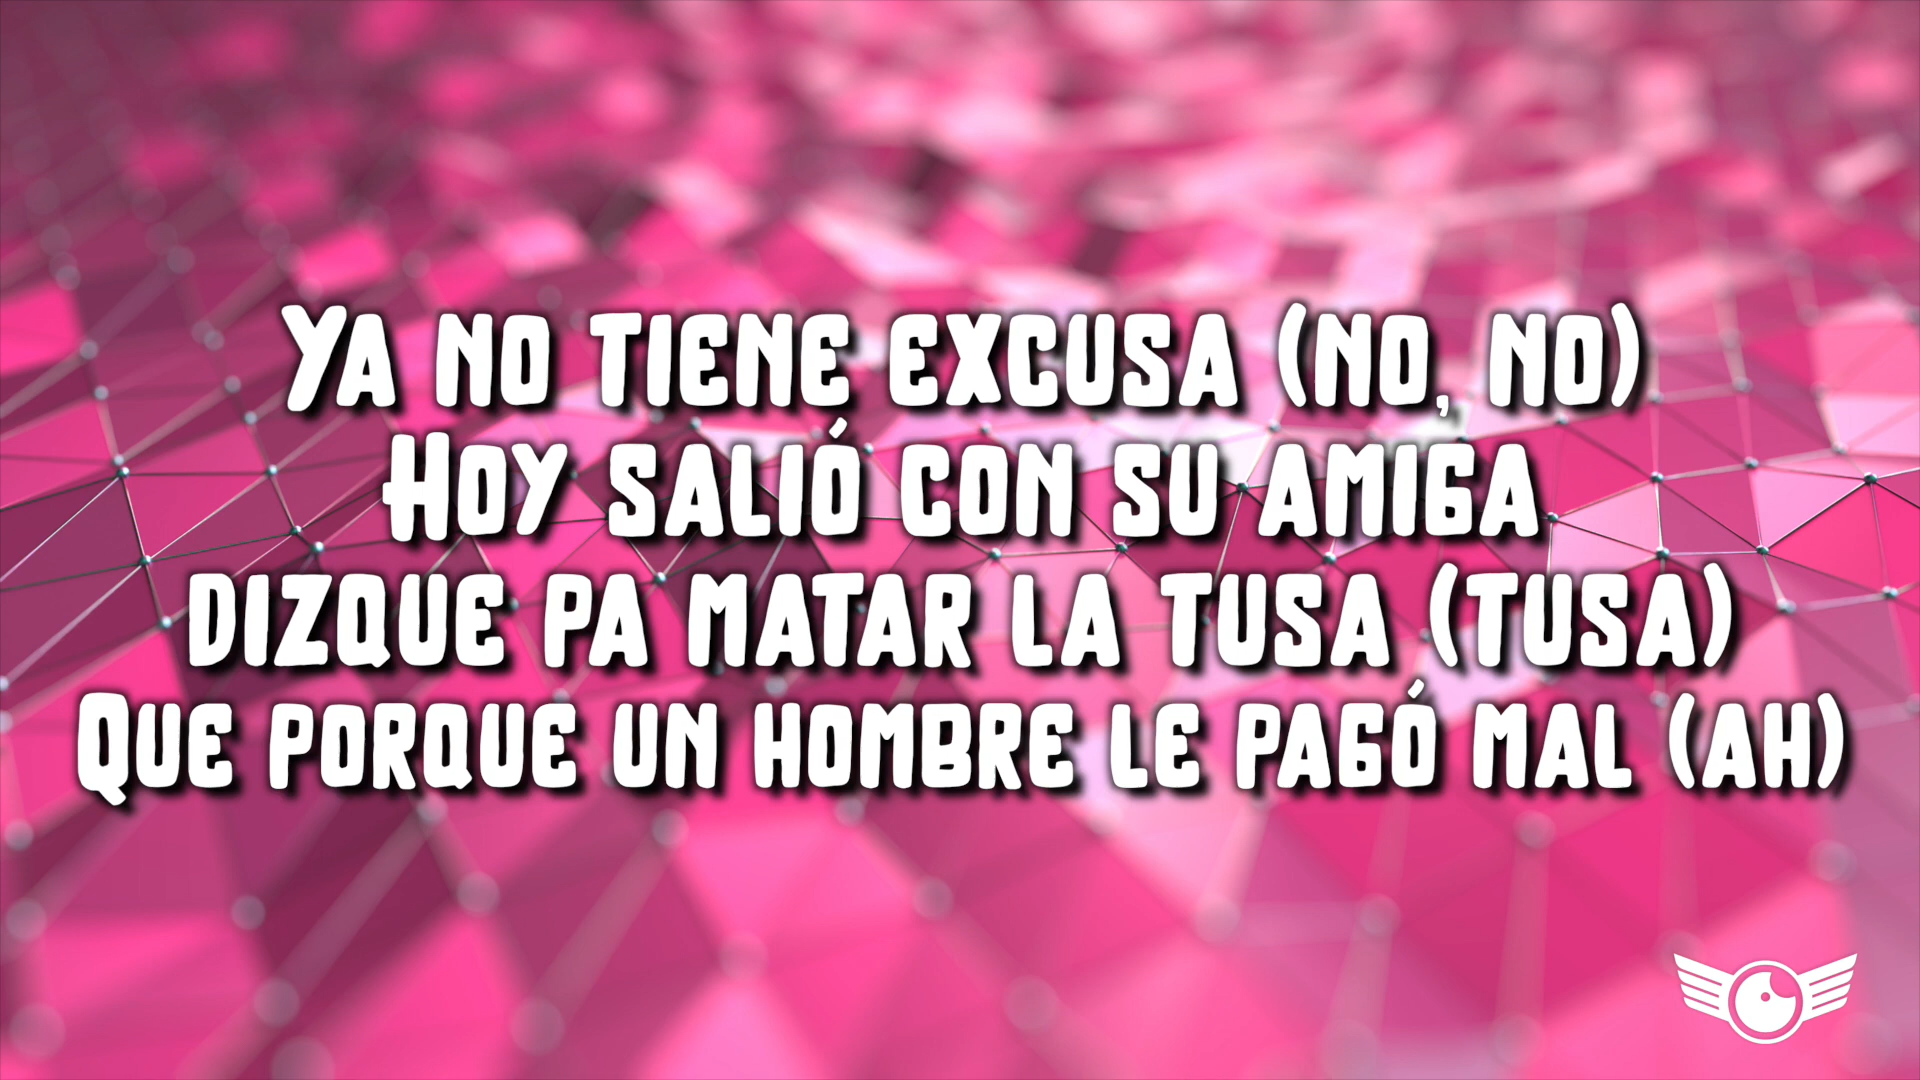 Ya no tiene excusa (no, no)
Hoy salió con su amiga
dizque pa matar la tusa (tusa)
Que porque un hombre le pagó mal (ah)